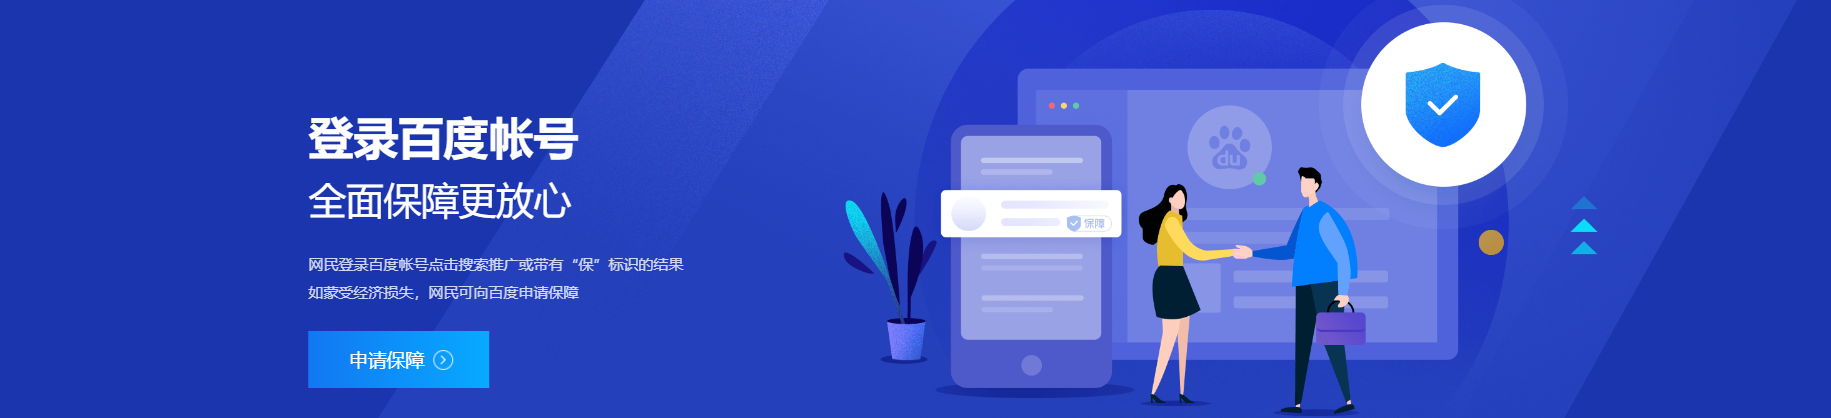 登录百度帐号
全面保障更放心
网民登录百度帐号点击搜索推广或带有“保”标识的结果
如蒙受经济损失，网民可向百度申请保障
申请保障
du
保障